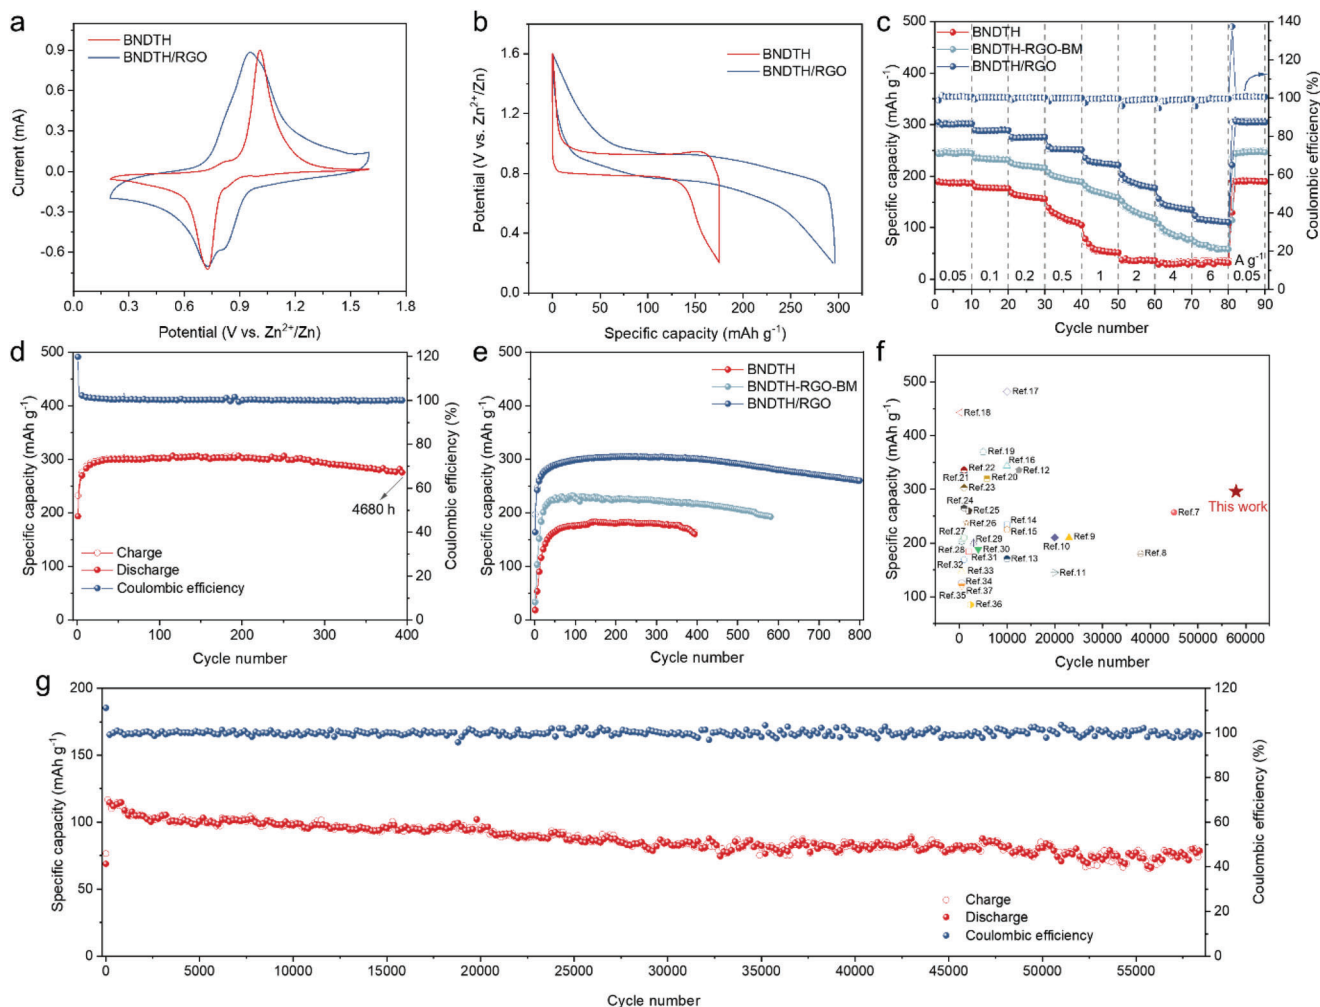 a
BNDTH
BNDTH/RGO
Current (mA)
0.9
0.6
0.3
0.0
-0.3
-0.6
0.0 0.3 0.6 0.9 1.2 1.5 1.8
Potential (V vs. Zn²⁺/Zn)
b
BNDTH
BNDTH/RGO
Potential (V vs. Zn²⁺/Zn)
1.6
1.2
0.8
0.4
0.0
0 50 100 150 200 250 300
Specific capacity (mAh g⁻¹)
c
BNDTH
BNDTH-RGO-BM
BNDTH/RGO
Specific capacity (mAh g⁻¹)
500
400
300
200
100
0
Coulombic efficiency (%)
140
120
100
80
60
40
20
0
A g⁻¹
0.05 0.1 0.2 0.5 1 2 4 6 0.05
0 10 20 30 40 50 60 70 80 90
Cycle number
d
Specific capacity (mAh g⁻¹)
500
400
300
200
100
0
Coulombic efficiency (%)
120
100
80
60
40
20
0
4680 h
Charge
Discharge
Coulombic efficiency
0 100 200 300 400
Cycle number
e
BNDTH
BNDTH-RGO-BM
BNDTH/RGO
Specific capacity (mAh g⁻¹)
500
400
300
200
100
0
0 100 200 300 400 500 600 700 800
Cycle number
f
Specific capacity (mAh g⁻¹)
500
400
300
200
100
Ref.17
Ref.18
Ref.19
Ref.16
Ref.22
Ref.12
Ref.21
Ref.20
Ref.23
Ref.24
Ref.25
Ref.7
This work
Ref.26
Ref.14
Ref.15
Ref.27
Ref.29
Ref.10
Ref.9
Ref.28
Ref.30
Ref.8
Ref.31
Ref.13
Ref.32
Ref.33
Ref.11
Ref.34
Ref.37
Ref.35
Ref.36
0 10000 20000 30000 40000 50000 60000
Cycle number
g
Specific capacity (mAh g⁻¹)
200
150
100
50
0
Coulombic efficiency (%)
120
100
80
60
40
20
0
Charge
Discharge
Coulombic efficiency
0 5000 10000 15000 20000 25000 30000 35000 40000 45000 50000 55000
Cycle number